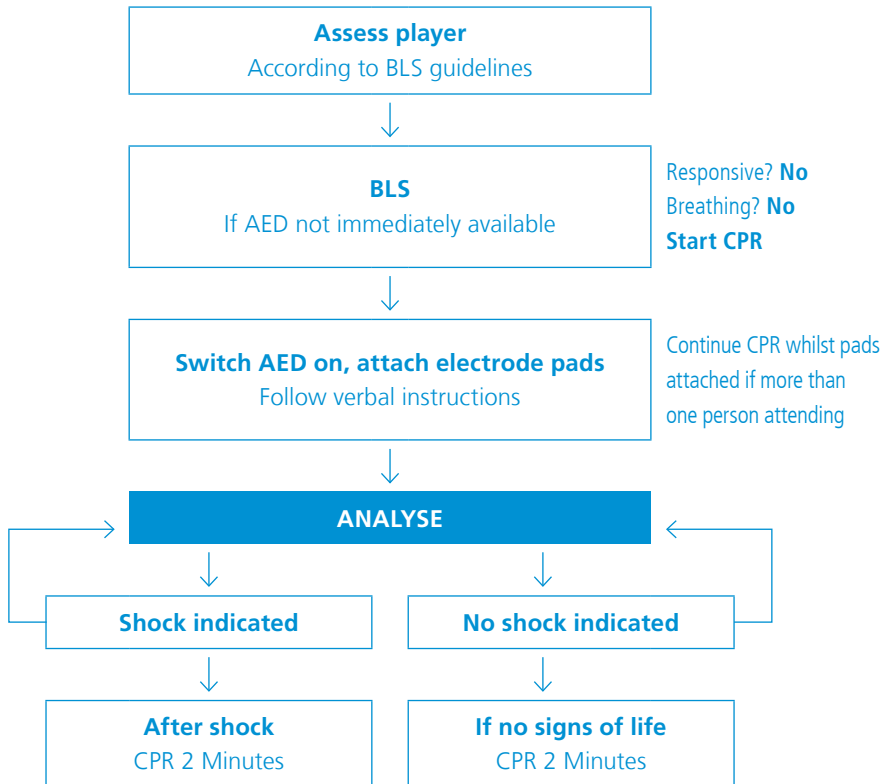 Assess player
According to BLS guidelines
BLS
If AED not immediately available
Responsive? No
Breathing? No
Start CPR
Switch AED on, attach electrode pads
Follow verbal instructions
Continue CPR whilst pads
attached if more than
one person attending
ANALYSE
Shock indicated
No shock indicated
After shock
CPR 2 Minutes
If no signs of life
CPR 2 Minutes